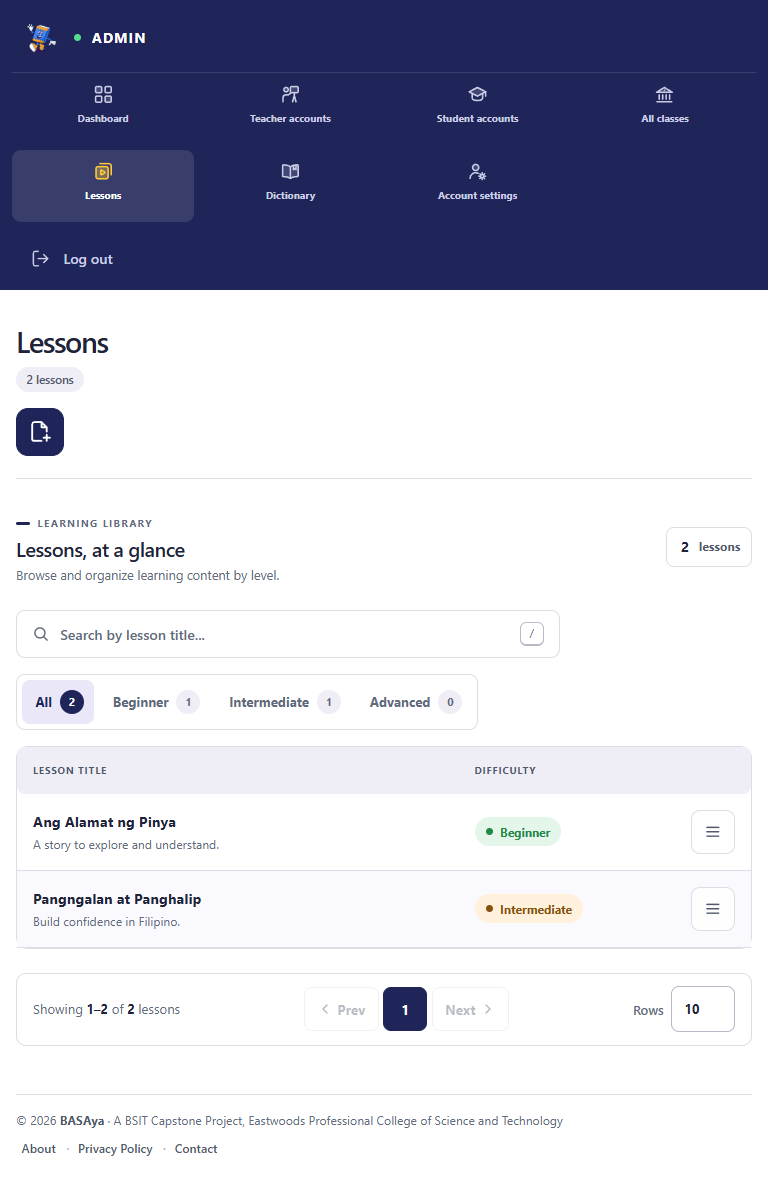 ADMIN
Dashboard
Teacher accounts
Student accounts
All classes
Lessons
Dictionary
Account settings
Log out
Lessons
2 lessons
LEARNING LIBRARY
Lessons, at a glance
2 lessons
Browse and organize learning content by level.
Search by lesson title...
/
All 2
Beginner 1
Intermediate 1
Advanced 0
LESSON TITLE
DIFFICULTY
Ang Alamat ng Pinya
A story to explore and understand.
Beginner
Pangngalan at Panghalip
Build confidence in Filipino.
Intermediate
Showing 1–2 of 2 lessons
Prev
1
Next
Rows
10
© 2026 BASAya · A BSIT Capstone Project, Eastwoods Professional College of Science and Technology
About · Privacy Policy · Contact